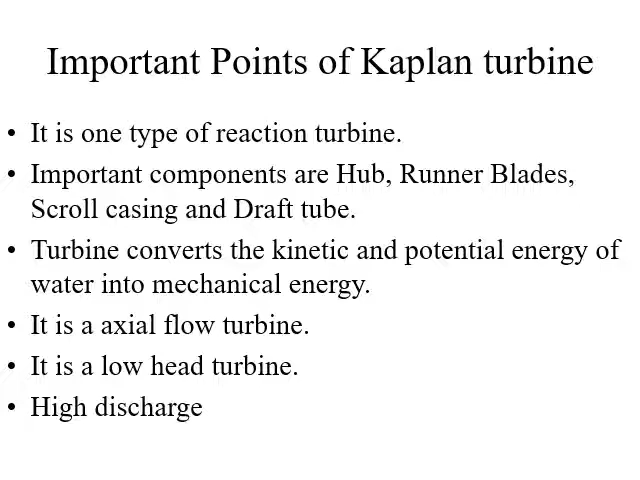 Important Points of Kaplan turbine
• It is one type of reaction turbine.
• Important components are Hub, Runner Blades,
Scroll casing and Draft tube.
• Turbine converts the kinetic and potential energy of
water into mechanical energy.
• It is a axial flow turbine.
• It is a low head turbine.
• High discharge